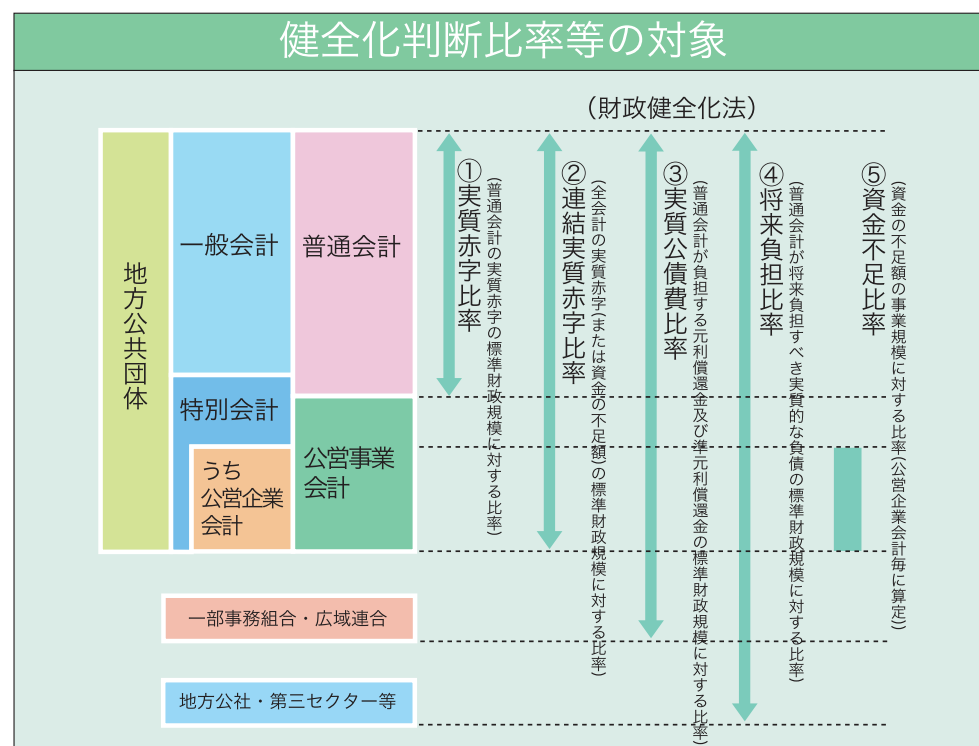 健全化判断比率等の対象
（財政健全化法）
地方公共団体
一般会計
普通会計
特別会計
うち
公営企業
会計
公営事業
会計
一部事務組合・広域連合
地方公社・第三セクター等
①実質赤字比率
（普通会計の実質赤字の標準財政規模に対する比率）
②連結実質赤字比率
（全会計の実質赤字（または資金の不足額）の標準財政規模に対する比率）
③実質公債費比率
（普通会計が負担する元利償還金及び準元利償還金の標準財政規模に対する比率）
④将来負担比率
（普通会計が将来負担すべき実質的な負債の標準財政規模に対する比率）
⑤資金不足比率
（資金の不足額の事業規模に対する比率（公営企業会計毎に算定））